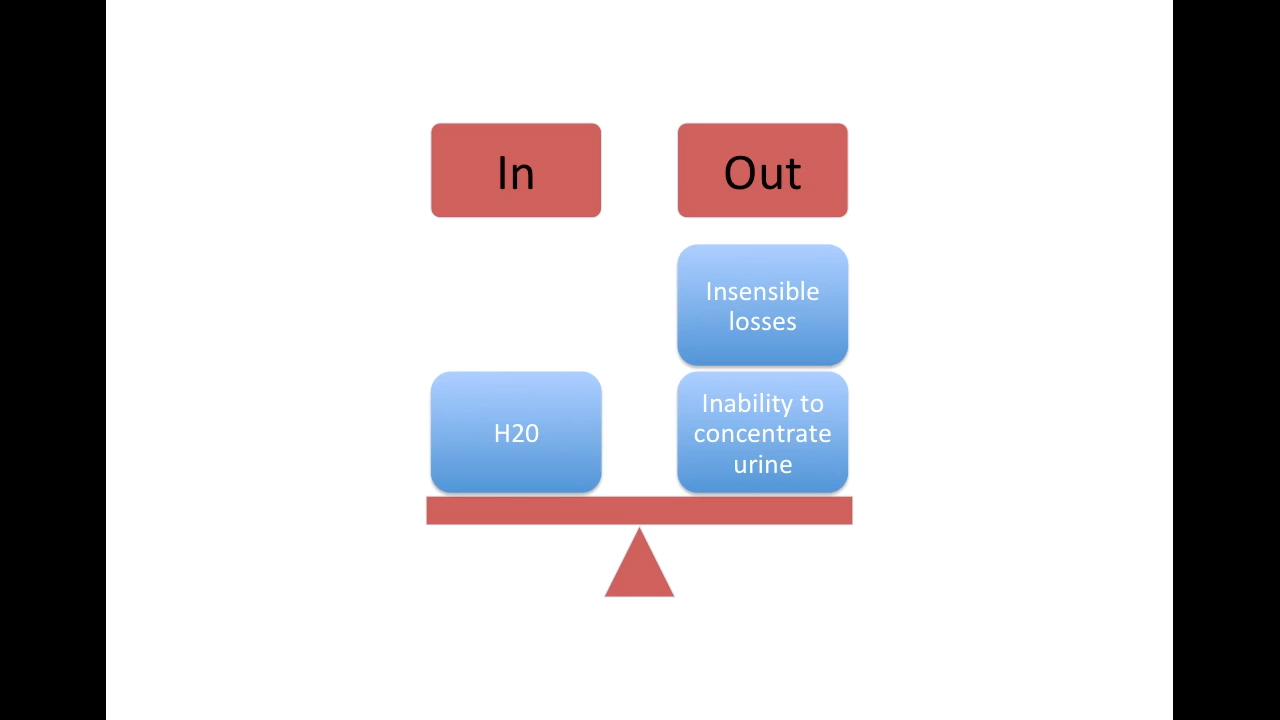 In
Out
Insensible
losses
H20
Inability to
concentrate
urine